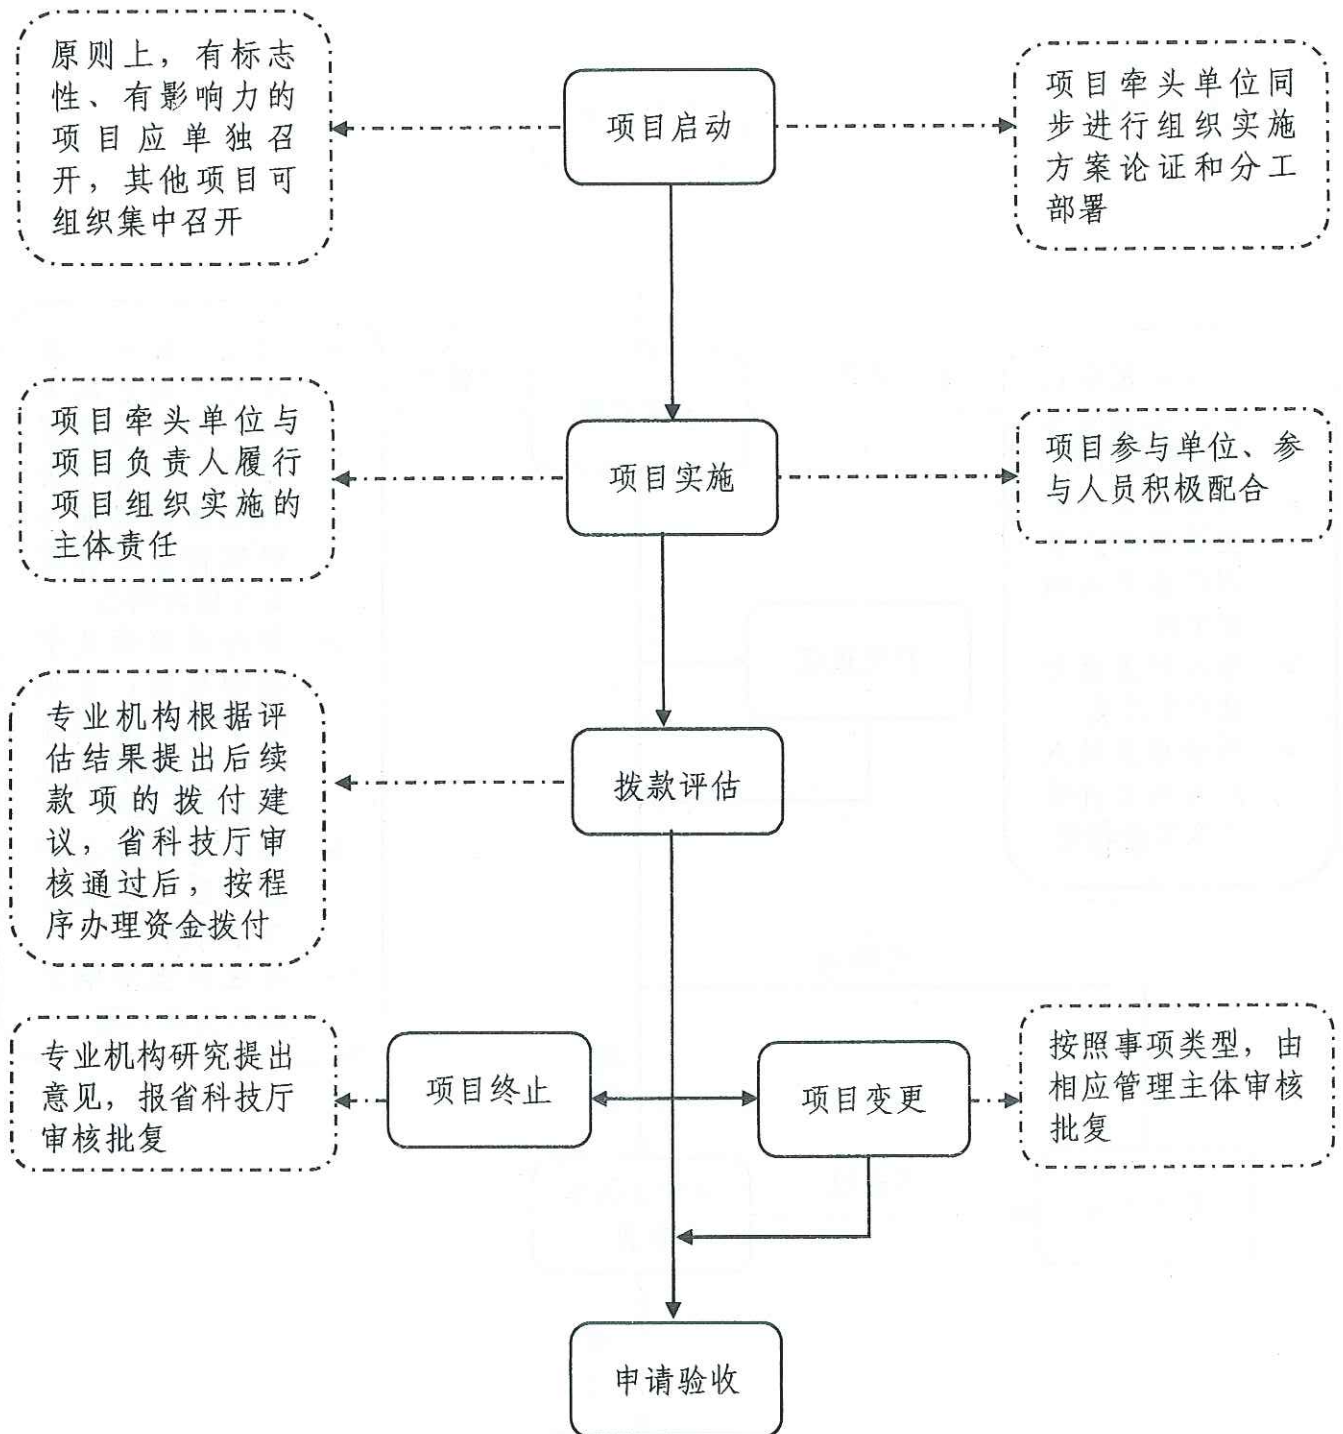 原则上，有标志
性、有影响力的
项目应单独召
开，其他项目可
组织集中召开
项目启动
项目牵头单位同
步进行组织实施
方案论证和分工
部署
项目牵头单位与
项目负责人履行
项目组织实施的
主体责任
项目实施
项目参与单位、参
与人员积极配合
专业机构根据评
估结果提出后续
款项的拨付建
议，省科技厅审
核通过后，按程
序办理资金拨付
拨款评估
专业机构研究提出
意见，报省科技厅
审核批复
项目终止
项目变更
按照事项类型，由
相应管理主体审核
批复
申请验收